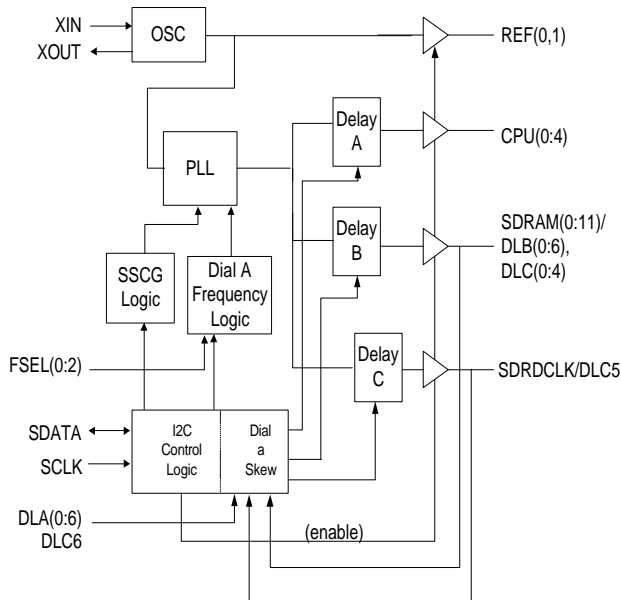 XIN
XOUT
OSC
REF(0,1)
Delay
A
CPU(0:4)
PLL
Delay
B
SDRAM(0:11)/
DLB(0:6),
DLC(0:4)
SSCG
Logic
Dial A
Frequency
Logic
FSEL(0:2)
Delay
C
SDRDCLK/DLC5
SDATA
SCLK
I2C
Control
Logic
Dial
a
Skew
DLA(0:6)
DLC6
(enable)